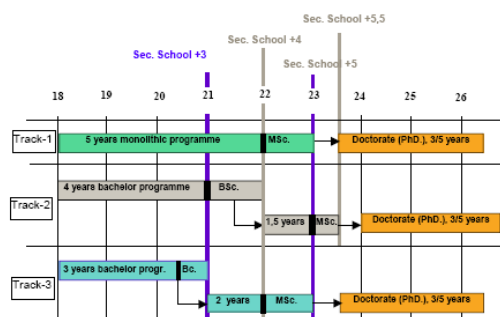 Sec. School +5,5
Sec. School +4
Sec. School +3
Sec. School +5
18 19 20 21 22 23 24 25 26
Track-1
5 years monolithic programme
MSc.
Doctorate (PhD.), 3/5 years
4 years bachelor programme
BSc.
Track-2
1,5 years
MSc.
Doctorate (PhD.), 3/5 years
3 years bachelor progr.
Bc.
Track-3
2 years
MSc.
Doctorate (PhD.), 3/5 years